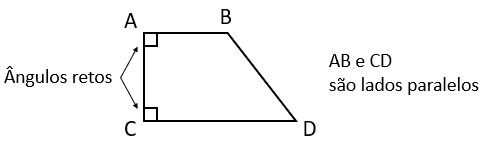 A
B
Ângulos retos
AB e CD
são lados paralelos
C
D